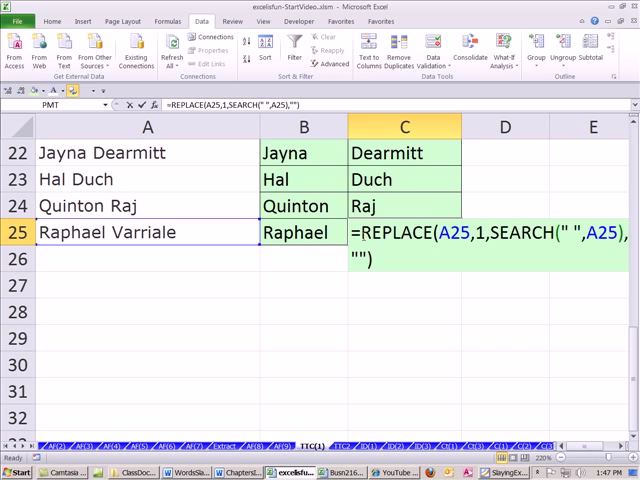 excelisfun-StartVideo.xlsm - Microsoft Excel
File Home Insert Page Layout Formulas Data Review View Developer
From Access
From Web
From Text
From Other Sources
Existing Connections
Get External Data
Refresh All
Connections
Properties
Edit Links
Connections
Sort
Filter
Clear
Reapply
Advanced
Sort & Filter
Text to Columns
Remove Duplicates
Data Validation
Consolidate
What-If Analysis
Data Tools
Group
Ungroup
Subtotal
Outline
PMT =REPLACE(A25,1,SEARCH(" ",A25),"")
A B C D E
22 Jayna Dearmitt Jayna Dearmitt
23 Hal Duch Hal Duch
24 Quinton Raj Quinton Raj
25 Raphael Varriale Raphael =REPLACE(A25,1,SEARCH(" ",A25),
26 "")
27
28
29
30
31
32
AF(2) AF(3) AF(4) AF(5) AF(6) AF(7) Extract AF(8) AF(9) TTC(1) TTC2 ID(1) ID(2) ID(3) CT(1) CT(2) CT(3
Ready 220%
Start Camtasia ClassDoc... WordsSla... ChapterIs... excelisfu... Busn216... YouTube ... SlayingEx... 1:47 PM